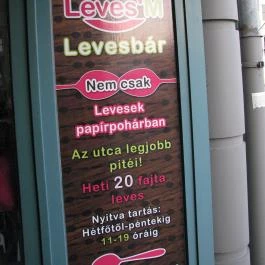 Leves'M
Levesbár
Nem csak
Levesek
papírpohárban
Az utca legjobb
pitéi!
Heti 20 fajta
leves
Nyitva tartás:
Hétfőtől-péntekig
11-19 óráig